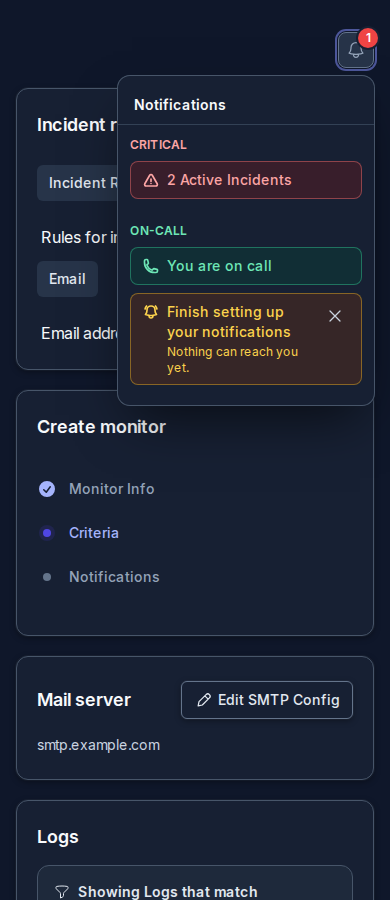 1
Notifications
CRITICAL
2 Active Incidents
ON-CALL
You are on call
Finish setting up
your notifications
Nothing can reach you
yet.
Incident r
Incident R
Rules for in
Email
Email addre
Create monitor
Monitor Info
Criteria
Notifications
Mail server
Edit SMTP Config
smtp.example.com
Logs
Showing Logs that match